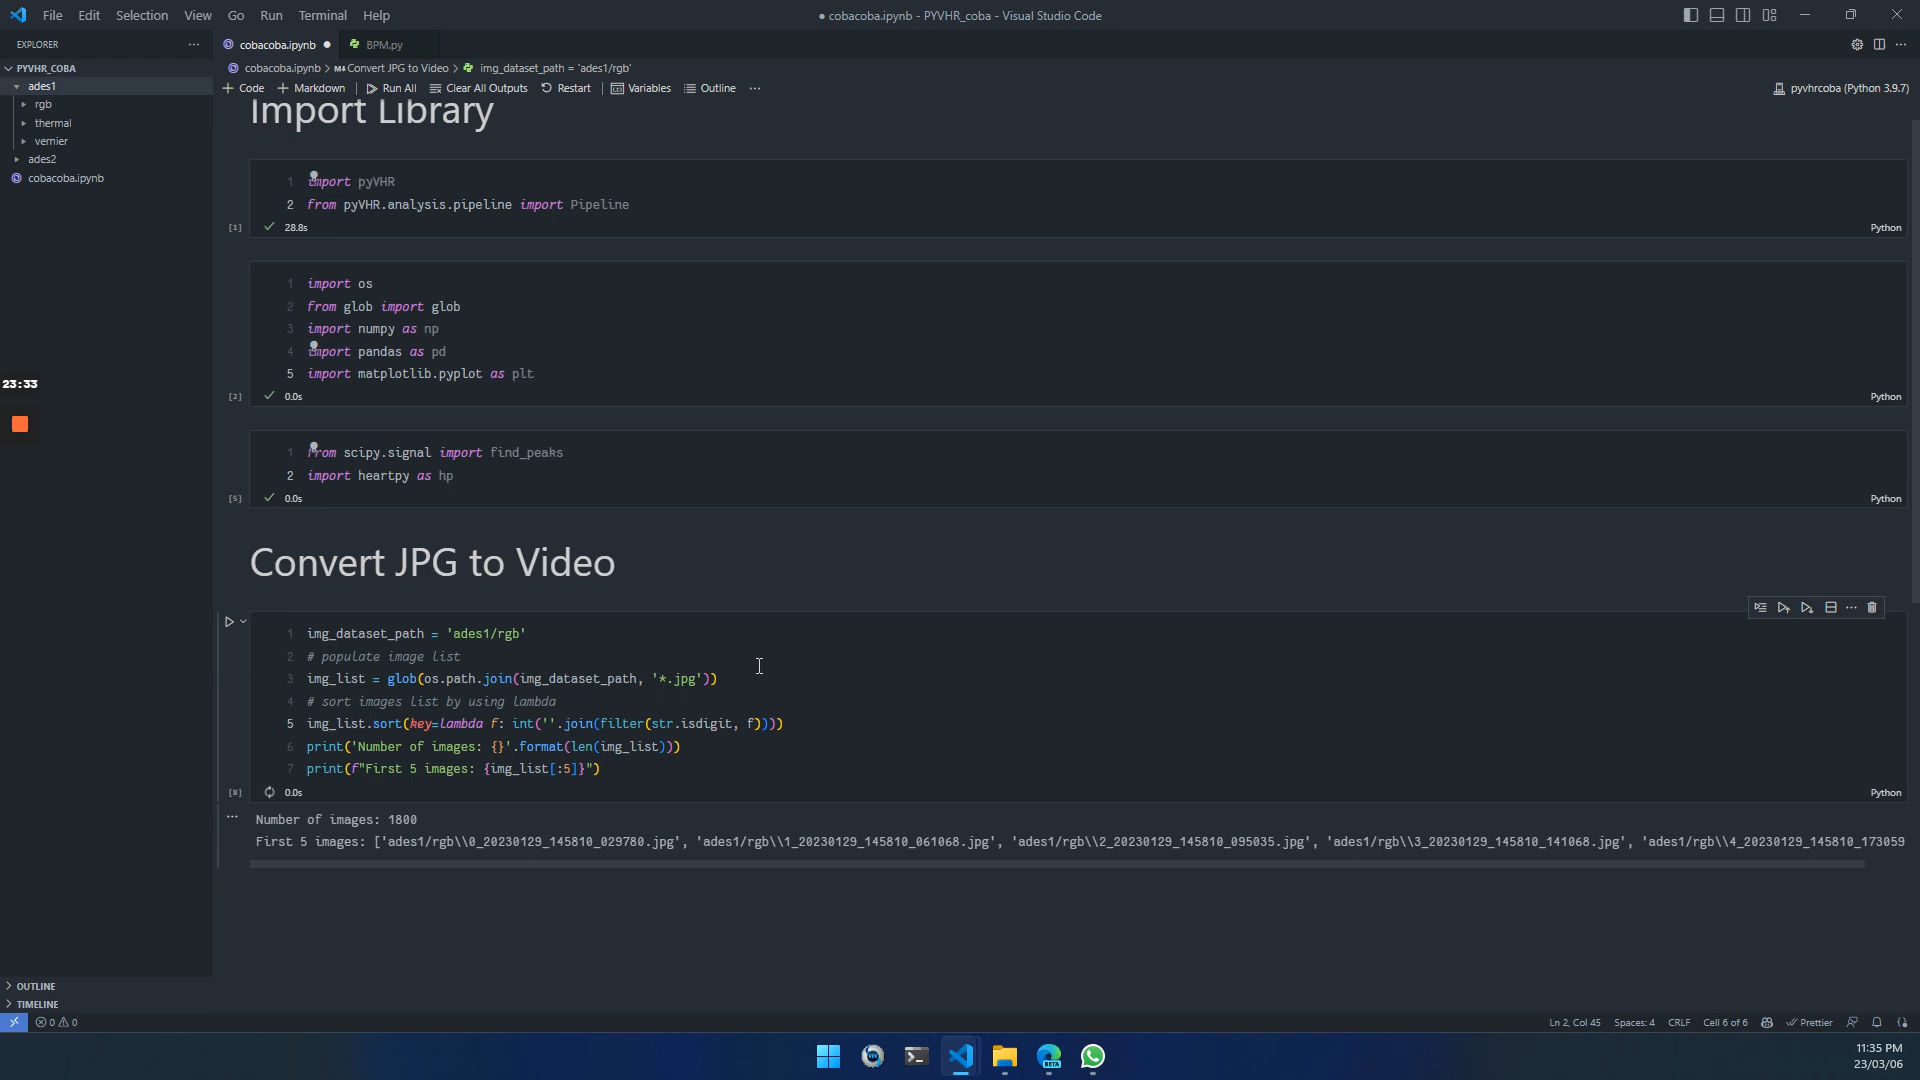 File Edit Selection View Go Run Terminal Help
● cobacoba.ipynb - PYVHR_coba - Visual Studio Code
EXPLORER ···
cobacoba.ipynb ●
BPM.py
PYVHR_COBA
cobacoba.ipynb > M↓Convert JPG to Video > img_dataset_path = 'ades1/rgb'
ades1
+ Code + Markdown | Run All Clear All Outputs Restart | Variables Outline ···
pyvhrcoba (Python 3.9.7)
rgb
thermal
vernier
ades2
cobacoba.ipynb
Import Library
1 import pyVHR
2 from pyVHR.analysis.pipeline import Pipeline
[1] ✓ 28.8s Python
1 import os
2 from glob import glob
3 import numpy as np
4 import pandas as pd
5 import matplotlib.pyplot as plt
[2] ✓ 0.0s Python
23:33
1 from scipy.signal import find_peaks
2 import heartpy as hp
[5] ✓ 0.0s Python
Convert JPG to Video
1 img_dataset_path = 'ades1/rgb'
2 # populate image list
3 img_list = glob(os.path.join(img_dataset_path, '*.jpg'))
4 # sort images list by using lambda
5 img_list.sort(key=lambda f: int(''.join(filter(str.isdigit, f))))
6 print('Number of images: {}'.format(len(img_list)))
7 print(f"First 5 images: {img_list[:5]}")
[8] 0.0s Python
··· Number of images: 1800
First 5 images: ['ades1/rgb\\0_20230129_145810_029780.jpg', 'ades1/rgb\\1_20230129_145810_061068.jpg', 'ades1/rgb\\2_20230129_145810_095035.jpg', 'ades1/rgb\\3_20230129_145810_141068.jpg', 'ades1/rgb\\4_20230129_145810_173059
OUTLINE
TIMELINE
0 0
Ln 2, Col 45 Spaces: 4 CRLF Cell 6 of 6 Prettier
BETA
11:35 PM
23/03/06